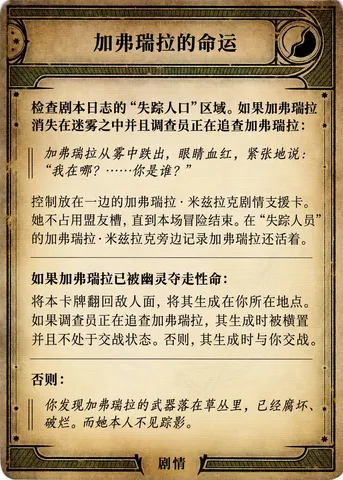 加弗瑞拉的命运
检查剧本日志的“失踪人口”区域。如果加弗瑞拉
消失在迷雾之中并且调查员正在追查加弗瑞拉：
加弗瑞拉从雾中跌出，眼睛血红，紧张地说：
“我在哪？……你是谁？”
控制放在一边的加弗瑞拉·米兹拉克剧情支援卡。
她不占用盟友槽，直到本场冒险结束。在“失踪人员”
的加弗瑞拉·米兹拉克旁边记录加弗瑞拉还活着。
如果加弗瑞拉已被幽灵夺走性命：
将本卡牌翻回敌人面，将其生成在你所在地点。
如果调查员正在追查加弗瑞拉，其生成时被横置
并且不处于交战状态。否则，其生成时与你交战。
否则：
你发现加弗瑞拉的武器落在草丛里，已经腐坏、
破烂。而她本人不见踪影。
剧情